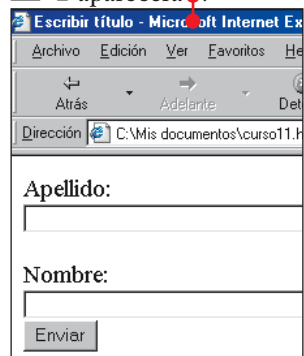 Escribir título - Microsoft Internet Ex
Archivo Edición Ver Favoritos He
Atrás Adelante Det
Dirección C:\Mis documentos\curso11.h
Apellido:
Nombre:
Enviar